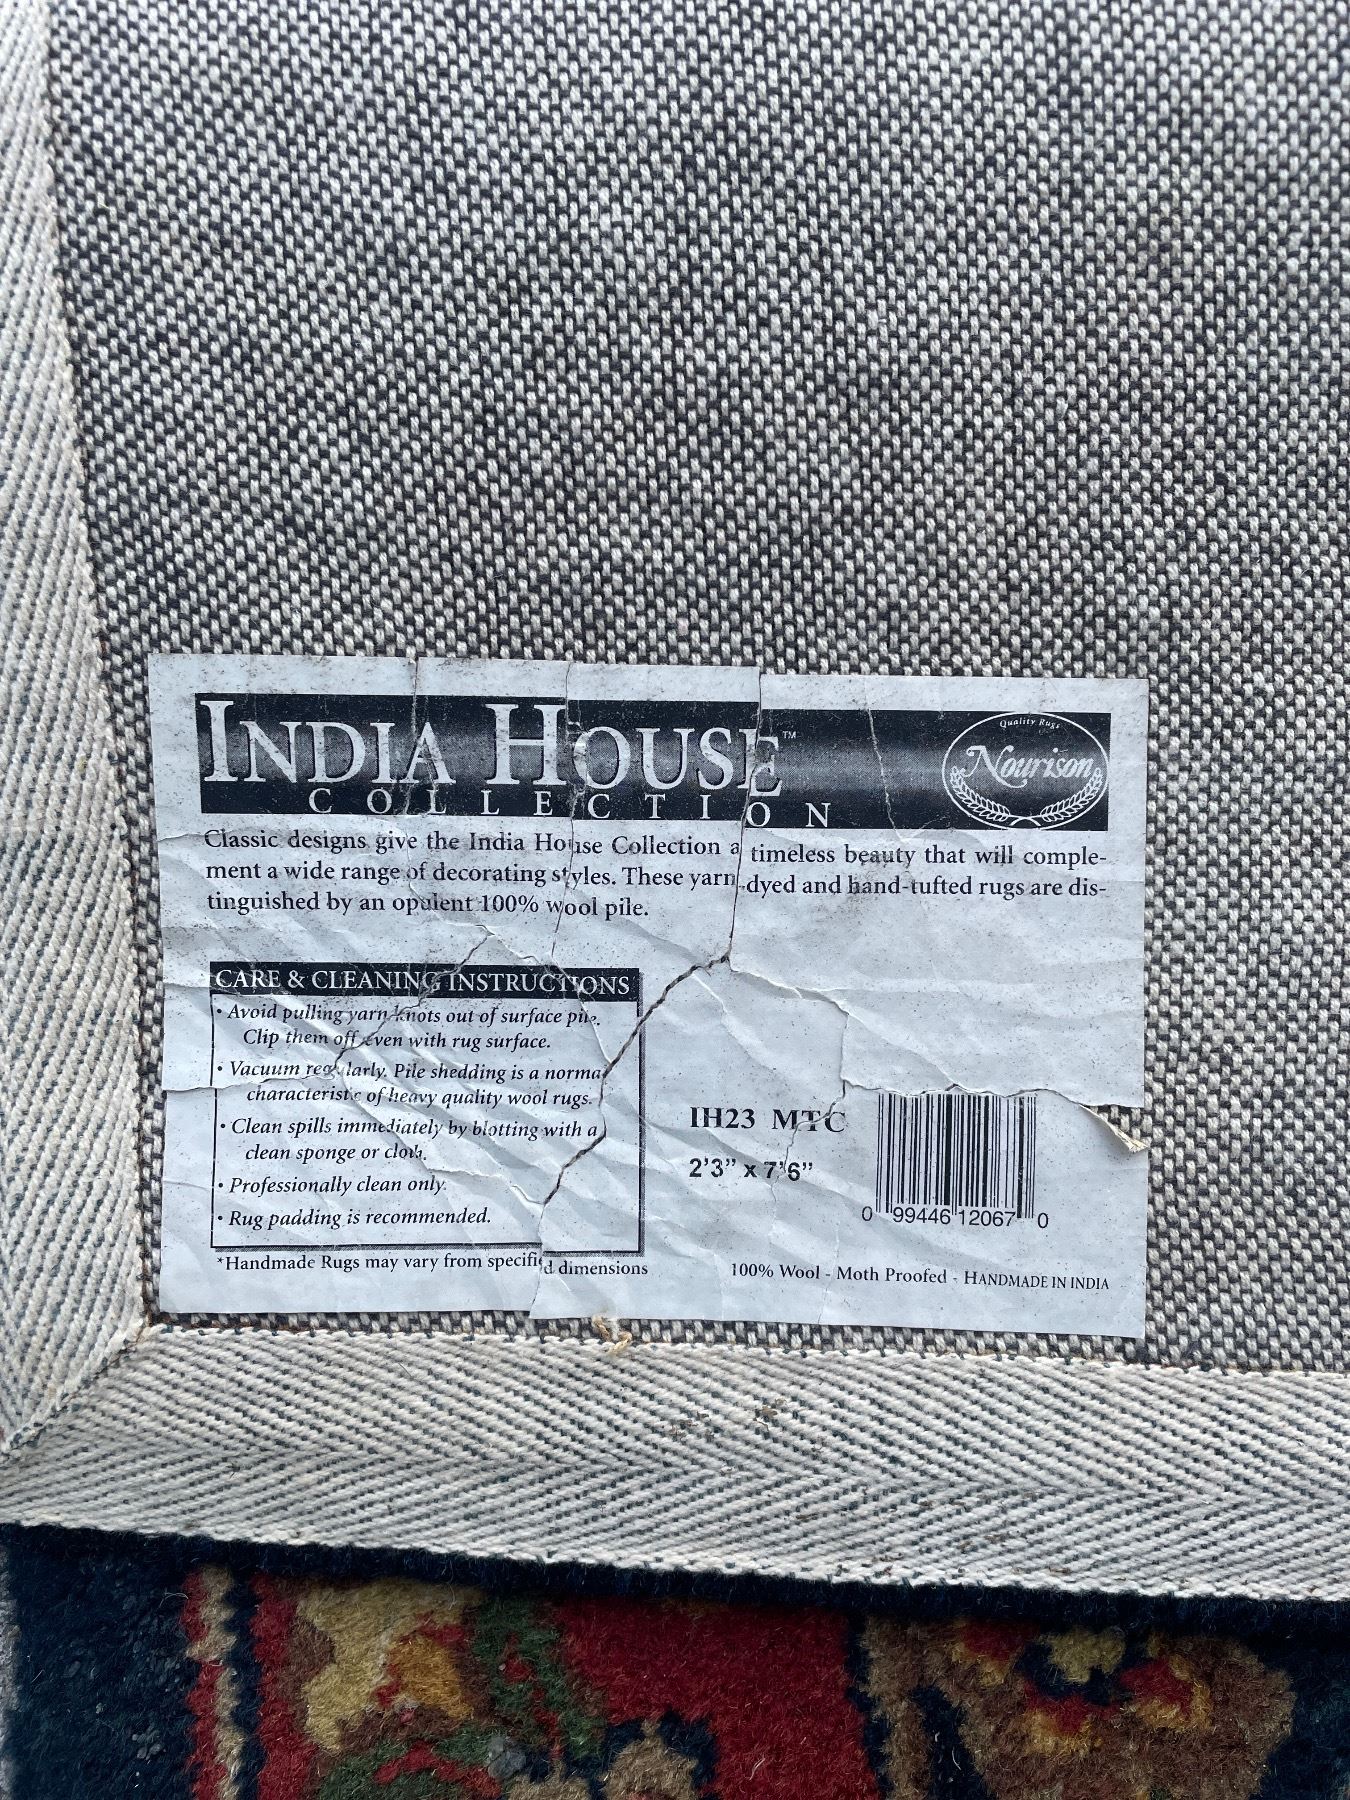 INDIA HOUSE™
COLLECTION
Quality Rugs
Nourison
Classic designs give the India House Collection a timeless beauty that will comple-
ment a wide range of decorating styles. These yarn-dyed and hand-tufted rugs are dis-
tinguished by an opulent 100% wool pile.
CARE & CLEANING INSTRUCTIONS
• Avoid pulling yarn knots out of surface pile.
Clip them off even with rug surface.
• Vacuum regularly. Pile shedding is a normal
characteristic of heavy quality wool rugs.
• Clean spills immediately by blotting with a
clean sponge or cloth.
• Professionally clean only.
• Rug padding is recommended.
*Handmade Rugs may vary from specified dimensions
IH23 MTC
2'3" x 7'6"
0 99446 12067 0
100% Wool - Moth Proofed - HANDMADE IN INDIA